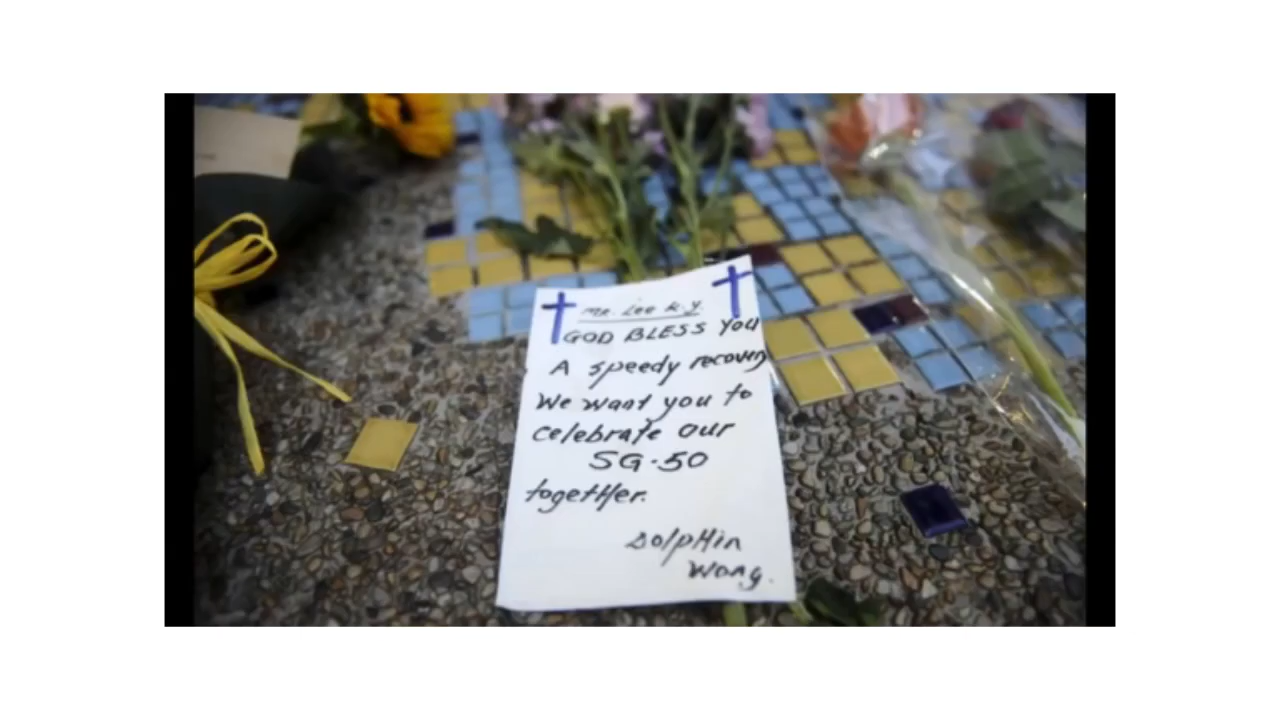 Mr. Lee K.Y.
GOD BLESS YOU
A speedy recovery
We want you to
celebrate our
SG-50
together.
DolpHin
Wong.